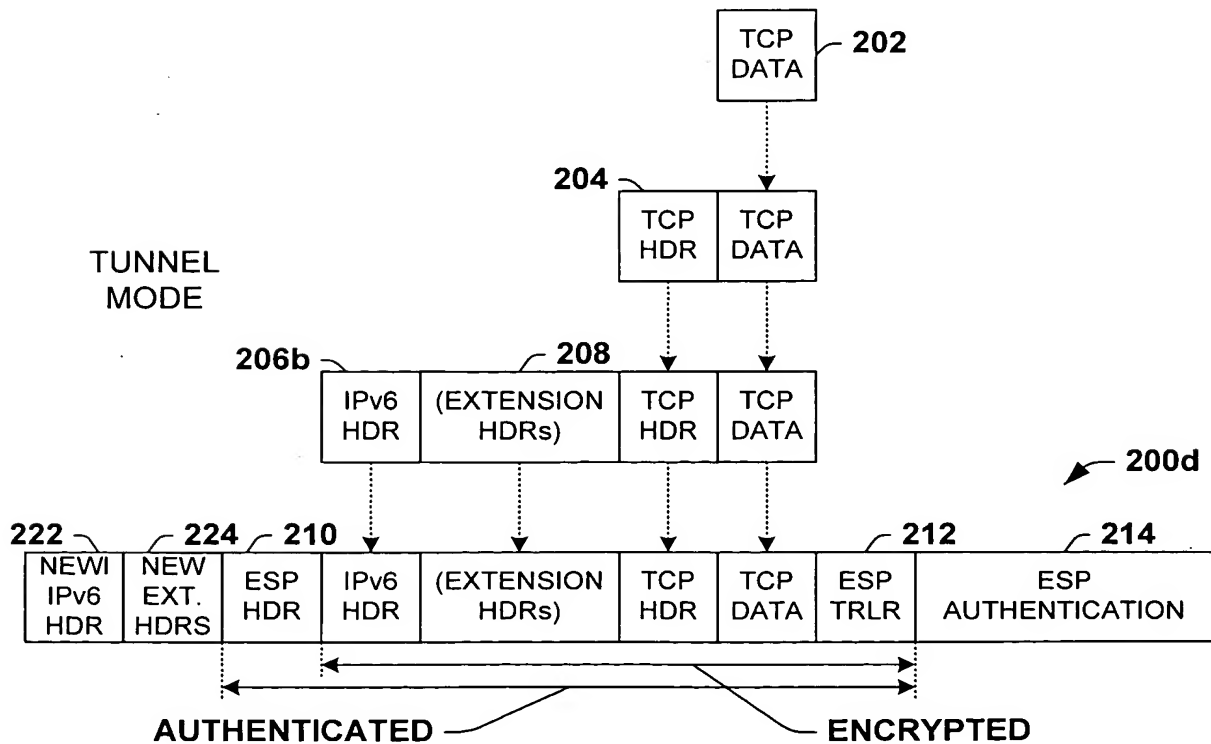 TCP
DATA
202
204
TCP
HDR
TCP
DATA
TUNNEL
MODE
206b
208
IPv6
HDR
(EXTENSION
HDRs)
TCP
HDR
TCP
DATA
200d
222
224
210
212
214
NEWI
IPv6
HDR
NEW
EXT.
HDRS
ESP
HDR
IPv6
HDR
(EXTENSION
HDRs)
TCP
HDR
TCP
DATA
ESP
TRLR
ESP
AUTHENTICATION
AUTHENTICATED
ENCRYPTED